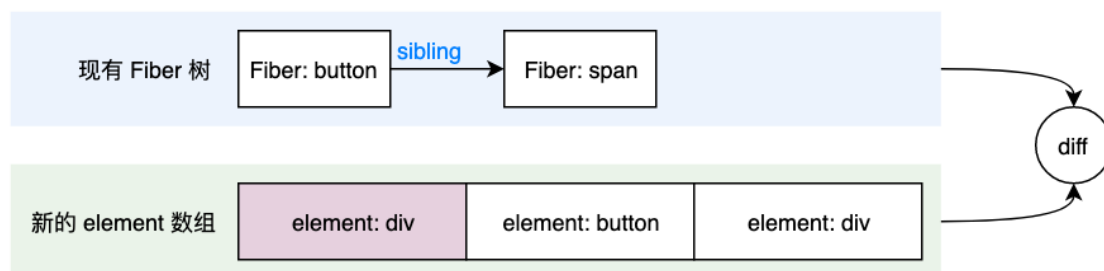 现有 Fiber 树
Fiber: button
sibling
Fiber: span
diff
新的 element 数组
element: div
element: button
element: div